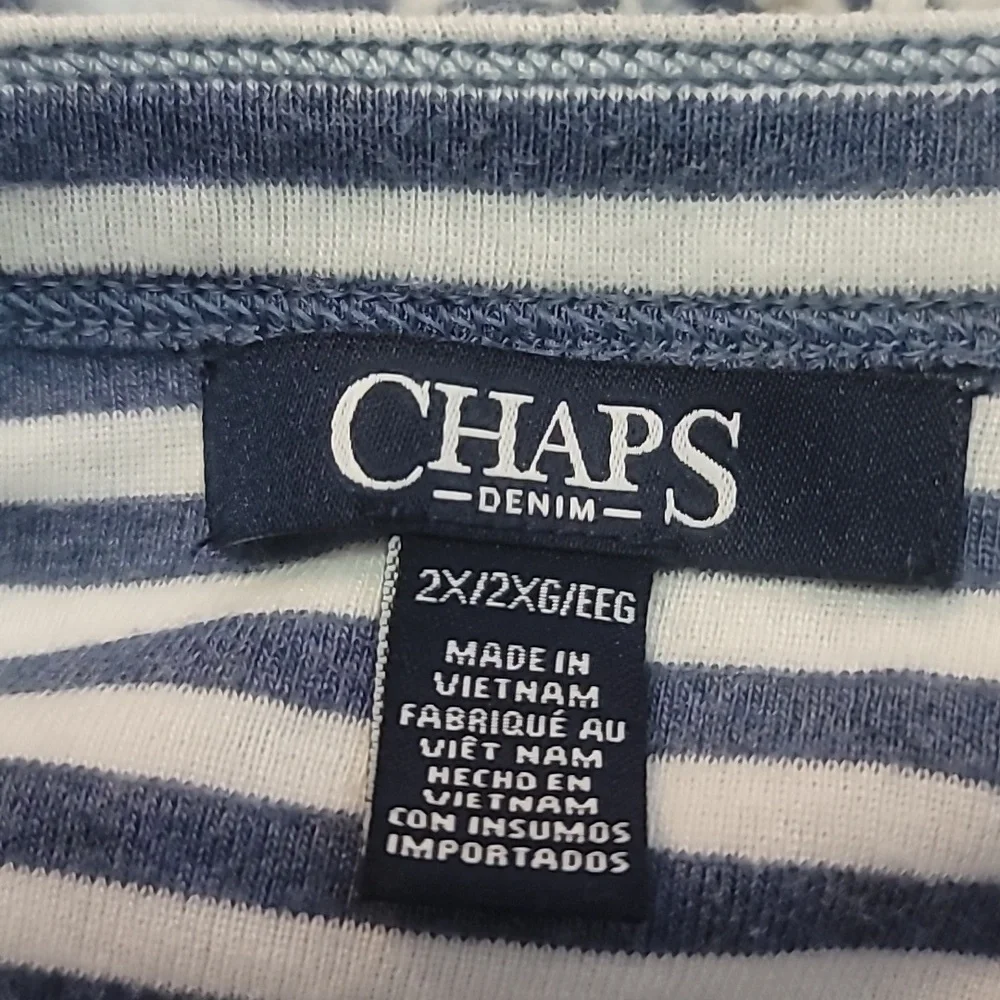 CHAPS
DENIM
2X/2XG/EEG
MADE IN
VIETNAM
FABRIQUÉ AU
VIÊT NAM
HECHO EN
VIETNAM
CON INSUMOS
IMPORTADOS